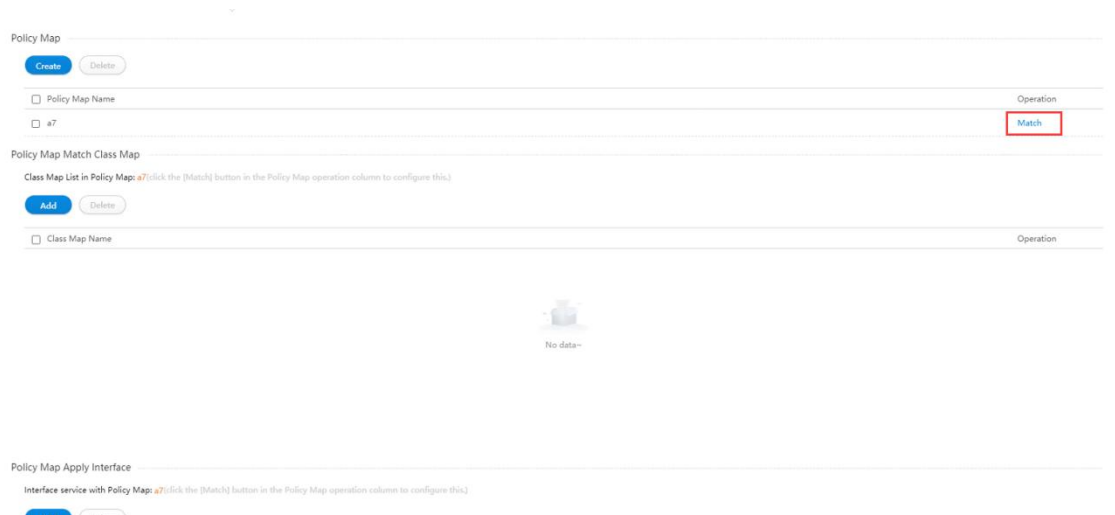 Policy Map
Create Delete
Policy Map Name Operation
a7 Match
Policy Map Match Class Map
Class Map List in Policy Map: a7(click the [Match] button in the Policy Map operation column to configure this.)
Add Delete
Class Map Name Operation
No data~
Policy Map Apply Interface
Interface service with Policy Map: a7(click the [Match] button in the Policy Map operation column to configure this.)